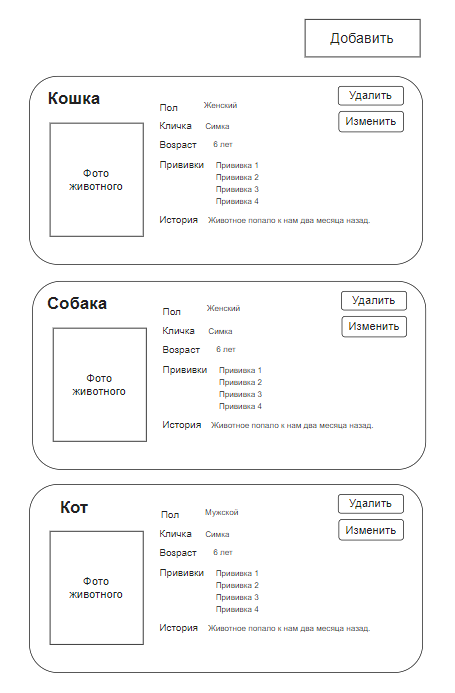 Добавить
Кошка
Удалить
Изменить
Фото
животного
Пол Женский
Кличка Симка
Возраст 6 лет
Прививки Прививка 1
Прививка 2
Прививка 3
Прививка 4
История Животное попало к нам два месяца назад.
Собака
Удалить
Изменить
Фото
животного
Пол Женский
Кличка Симка
Возраст 6 лет
Прививки Прививка 1
Прививка 2
Прививка 3
Прививка 4
История Животное попало к нам два месяца назад.
Кот
Удалить
Изменить
Фото
животного
Пол Мужской
Кличка Симка
Возраст 6 лет
Прививки Прививка 1
Прививка 2
Прививка 3
Прививка 4
История Животное попало к нам два месяца назад.